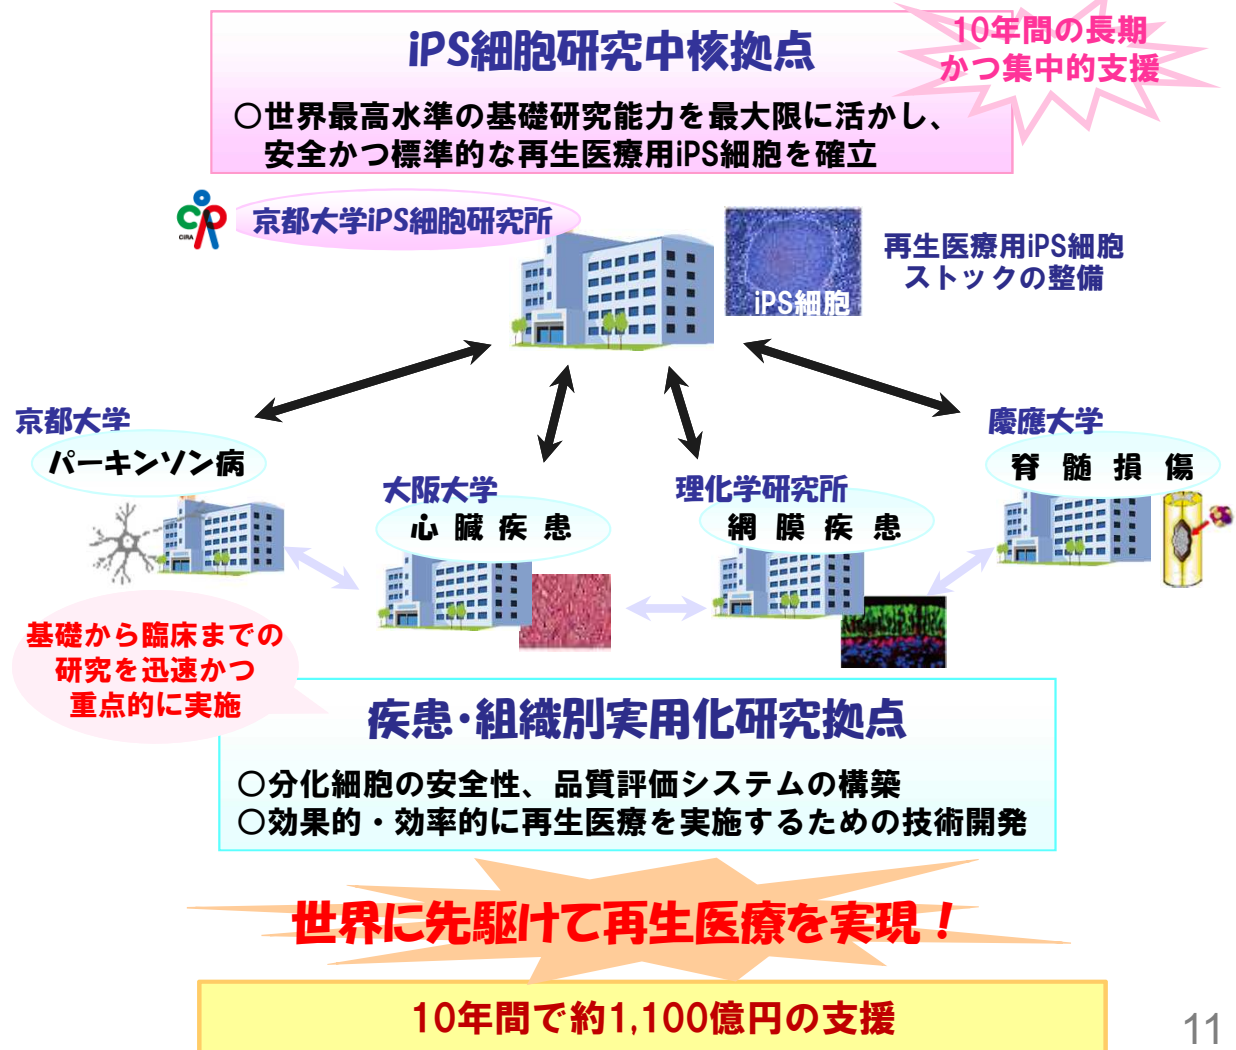 iPS細胞研究中核拠点
10年間の長期
かつ集中的支援
○世界最高水準の基礎研究能力を最大限に活かし、
安全かつ標準的な再生医療用iPS細胞を確立
CiRA
京都大学iPS細胞研究所
iPS細胞
再生医療用iPS細胞
ストックの整備
京都大学
パーキンソン病
大阪大学
心臓疾患
理化学研究所
網膜疾患
慶應大学
脊髄損傷
基礎から臨床までの
研究を迅速かつ
重点的に実施
疾患・組織別実用化研究拠点
○分化細胞の安全性、品質評価システムの構築
○効果的・効率的に再生医療を実施するための技術開発
世界に先駆けて再生医療を実現！
10年間で約1,100億円の支援
11